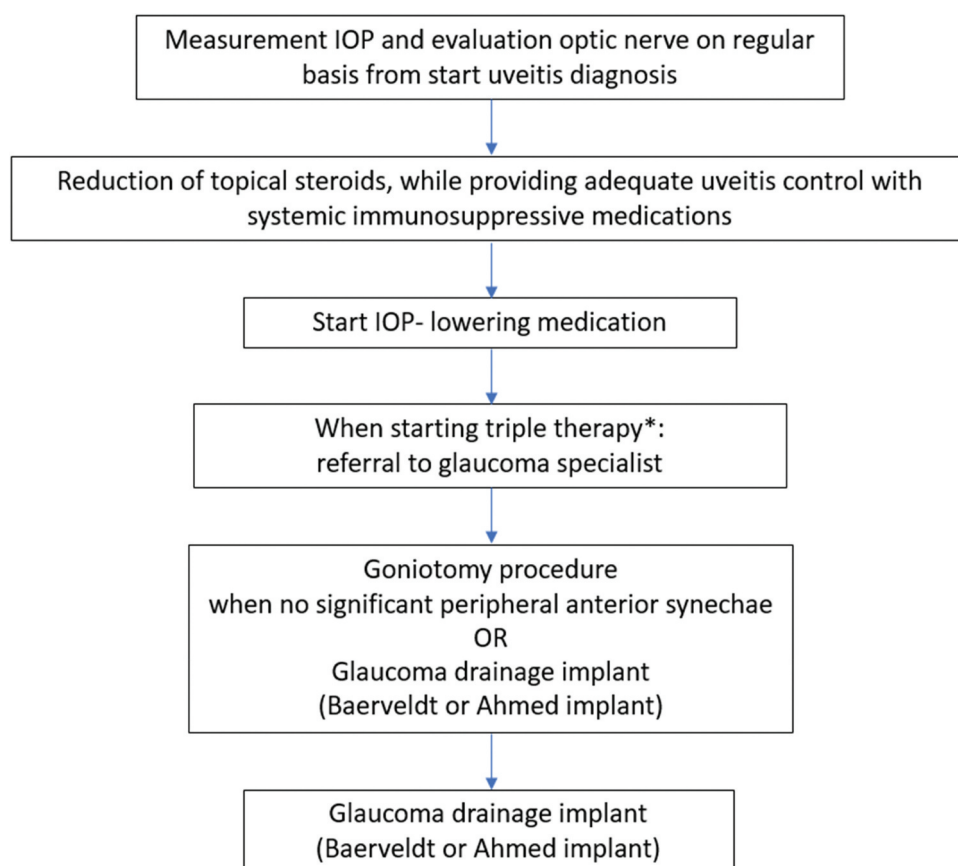 Measurement IOP and evaluation optic nerve on regular
basis from start uveitis diagnosis
Reduction of topical steroids, while providing adequate uveitis control with
systemic immunosuppressive medications
Start IOP- lowering medication
When starting triple therapy*:
referral to glaucoma specialist
Goniotomy procedure
when no significant peripheral anterior synechae
OR
Glaucoma drainage implant
(Baerveldt or Ahmed implant)
Glaucoma drainage implant
(Baerveldt or Ahmed implant)